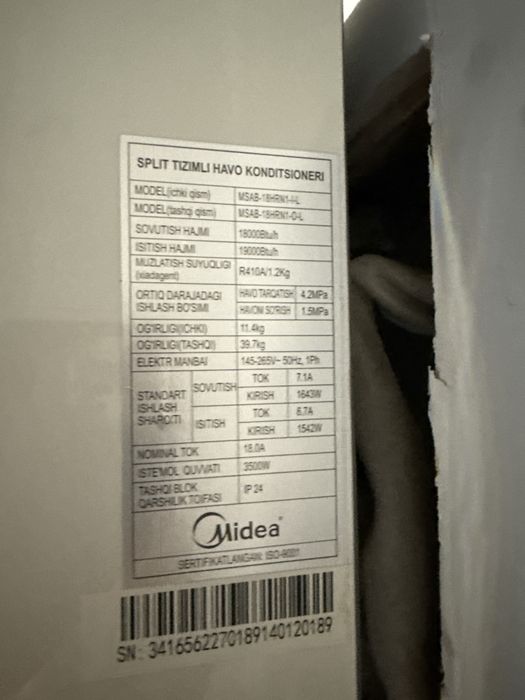 SPLIT TIZIMLI HAVO KONDITSIONERI
MODEL(ichki qism) MSAB-18HRN1-I-L
MODEL(tashqi qism) MSAB-18HRN1-O-L
SOVUTISH HAJMI 18000Btu/h
ISITISH HAJMI 19000Btu/h
MUZLATISH SUYUQLIGI
(xladagent) R410A/1.2Kg
ORTIQ DARAJADAGI HAVO TARQATISH 4.2MPa
ISHLASH BO'SIMI HAVONI SO'RISH 1.5MPa
OG'IRLIGI(ICHKI) 11.4kg
OG'IRLIGI(TASHQI) 39.7kg
ELEKTR MANBAI 145-265V~ 50Hz, 1Ph
STANDART ISHLASH SHAROITI SOVUTISH TOK 7.1A
KIRISH 1643W
ISITISH TOK 6.7A
KIRISH 1542W
NOMINAL TOK 18.0A
ISTE'MOL QUVVATI 3500W
TASHQI BLOK
QARSHILIK TOIFASI IP 24
Midea
SERTIFIKATLANGAN: ISO-9001
SN: 3416562270189140120189